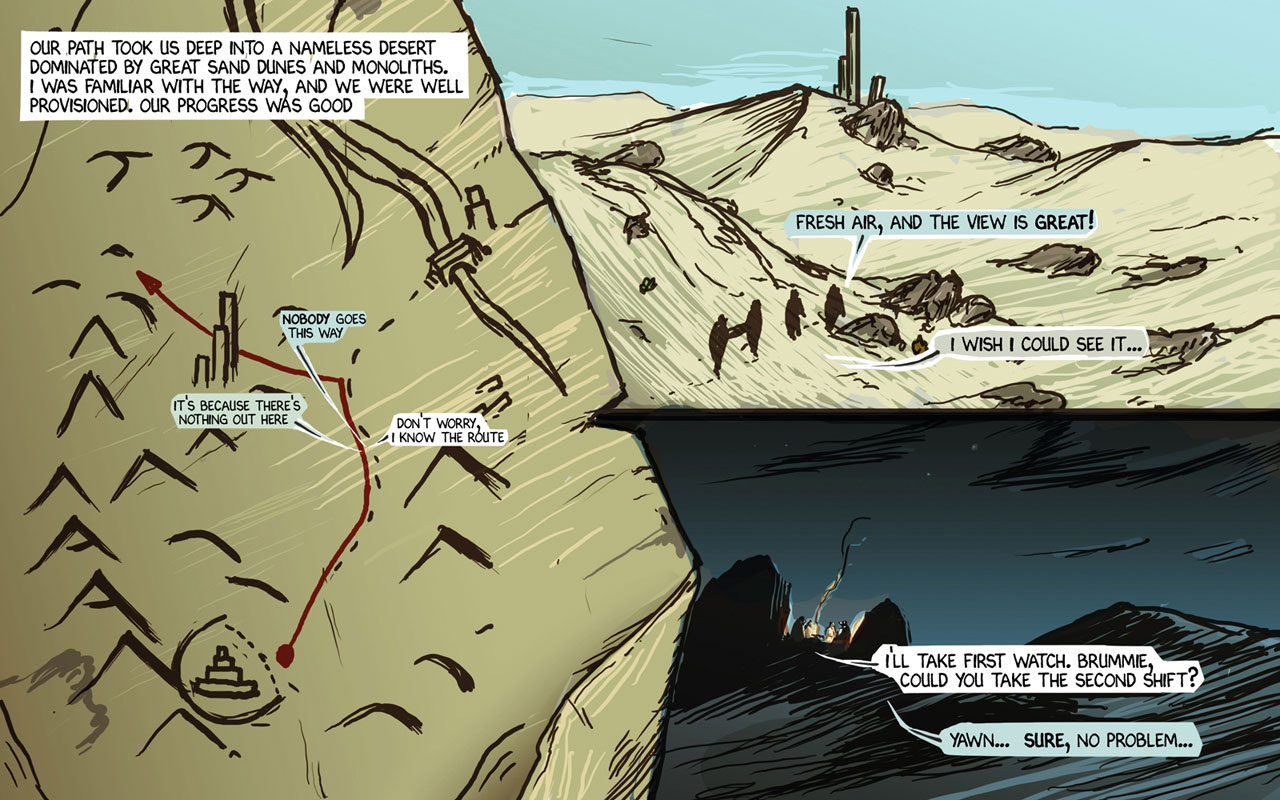 OUR PATH TOOK US DEEP INTO A NAMELESS DESERT
DOMINATED BY GREAT SAND DUNES AND MONOLITHS.
I WAS FAMILIAR WITH THE WAY, AND WE WERE WELL
PROVISIONED. OUR PROGRESS WAS GOOD
NOBODY GOES
THIS WAY
IT'S BECAUSE THERE'S
NOTHING OUT HERE
DON'T WORRY,
I KNOW THE ROUTE
FRESH AIR, AND THE VIEW IS GREAT!
I WISH I COULD SEE IT...
I'LL TAKE FIRST WATCH. BRUMMIE,
COULD YOU TAKE THE SECOND SHIFT?
YAWN... SURE, NO PROBLEM...